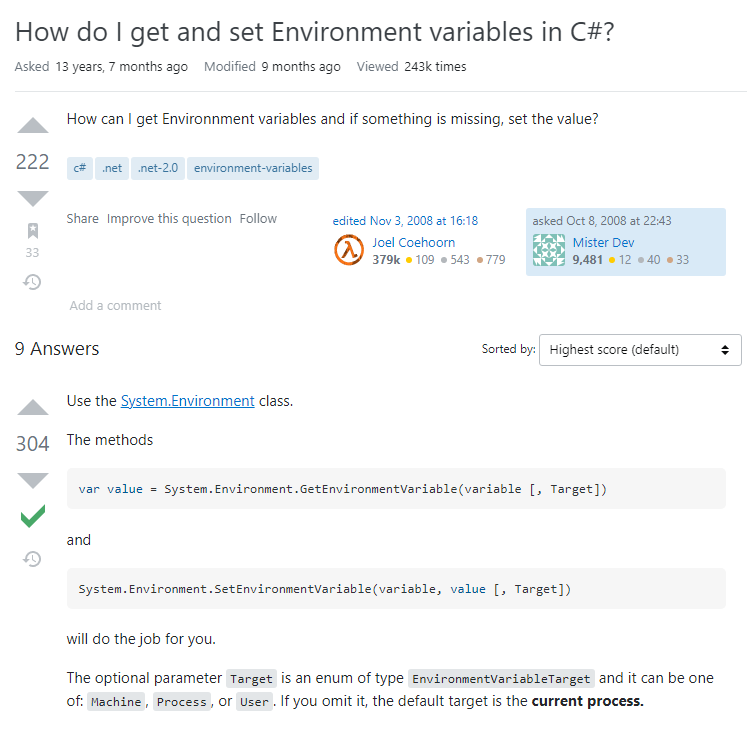 How do I get and set Environment variables in C#?
Asked 13 years, 7 months ago Modified 9 months ago Viewed 243k times
How can I get Environnment variables and if something is missing, set the value?
222
c# .net .net-2.0 environment-variables
Share Improve this question Follow
33
edited Nov 3, 2008 at 16:18
Joel Coehoorn
379k 109 543 779
asked Oct 8, 2008 at 22:43
Mister Dev
9,481 12 40 33
Add a comment
9 Answers
Sorted by: Highest score (default)
Use the System.Environment class.
304
The methods
var value = System.Environment.GetEnvironmentVariable(variable [, Target])
and
System.Environment.SetEnvironmentVariable(variable, value [, Target])
will do the job for you.
The optional parameter Target is an enum of type EnvironmentVariableTarget and it can be one
of: Machine, Process, or User. If you omit it, the default target is the current process.